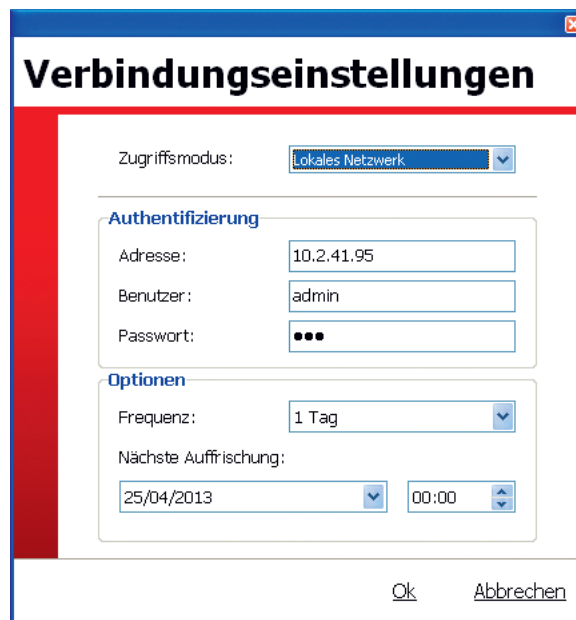 Verbindungseinstellungen
Zugriffsmodus: Lokales Netzwerk
Authentifizierung
Adresse: 10.2.41.95
Benutzer: admin
Passwort: ●●●
Optionen
Frequenz: 1 Tag
Nächste Auffrischung:
25/04/2013 00:00
Ok Abbrechen